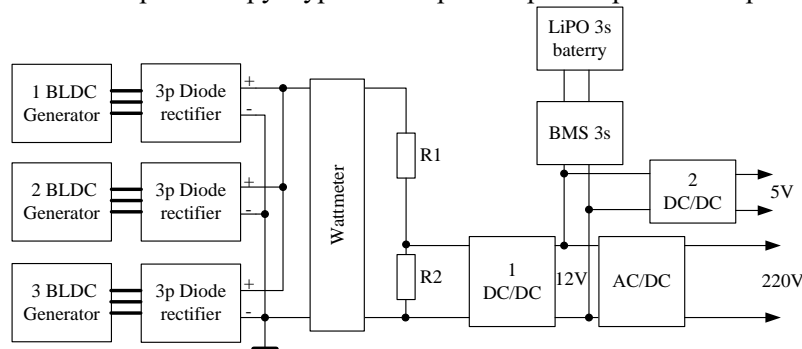 LiPO 3s
baterry
1 BLDC
Generator
3p Diode
rectifier
+
-
Wattmeter
R1
BMS 3s
2
DC/DC
5V
2 BLDC
Generator
3p Diode
rectifier
+
-
R2
1
DC/DC
12V
AC/DC
220V
3 BLDC
Generator
3p Diode
rectifier
+
-